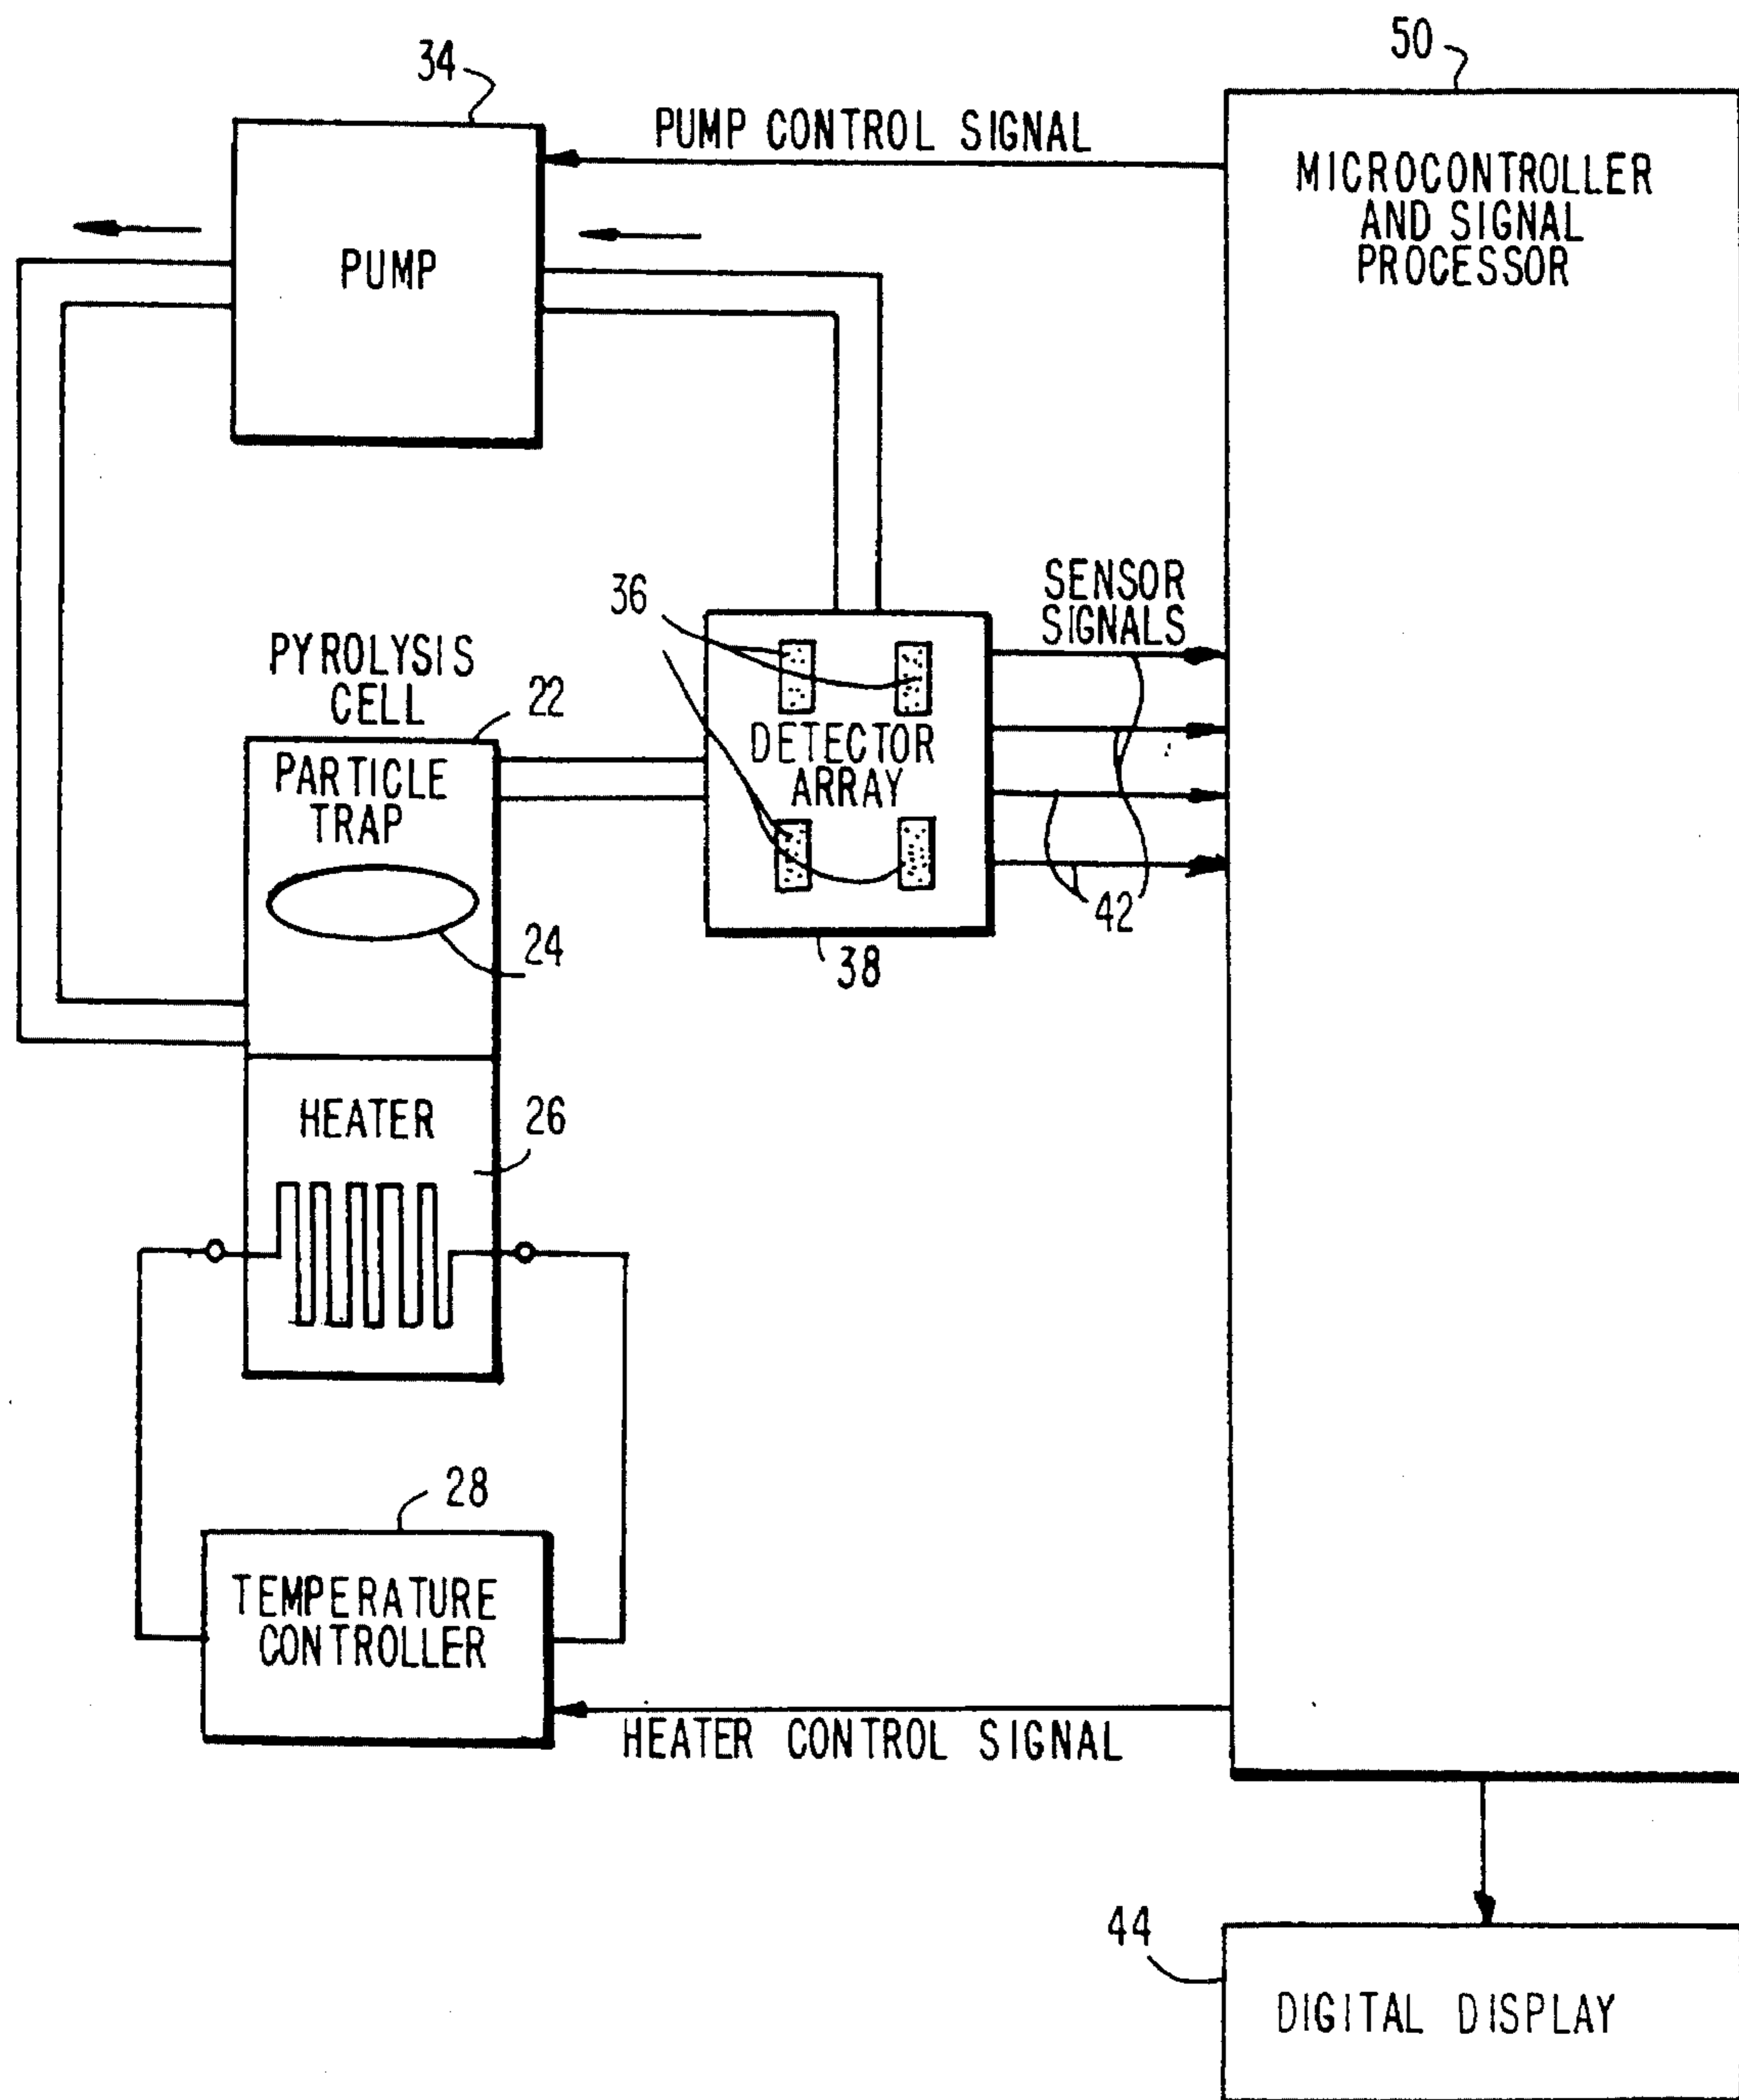 50
34
PUMP CONTROL SIGNAL
MICROCONTROLLER
AND SIGNAL
PROCESSOR
PUMP
SENSOR
SIGNALS
36
PYROLYSIS
CELL
22
PARTICLE
TRAP
DETECTOR
ARRAY
24
42
38
HEATER
26
28
TEMPERATURE
CONTROLLER
HEATER CONTROL SIGNAL
44
DIGITAL DISPLAY